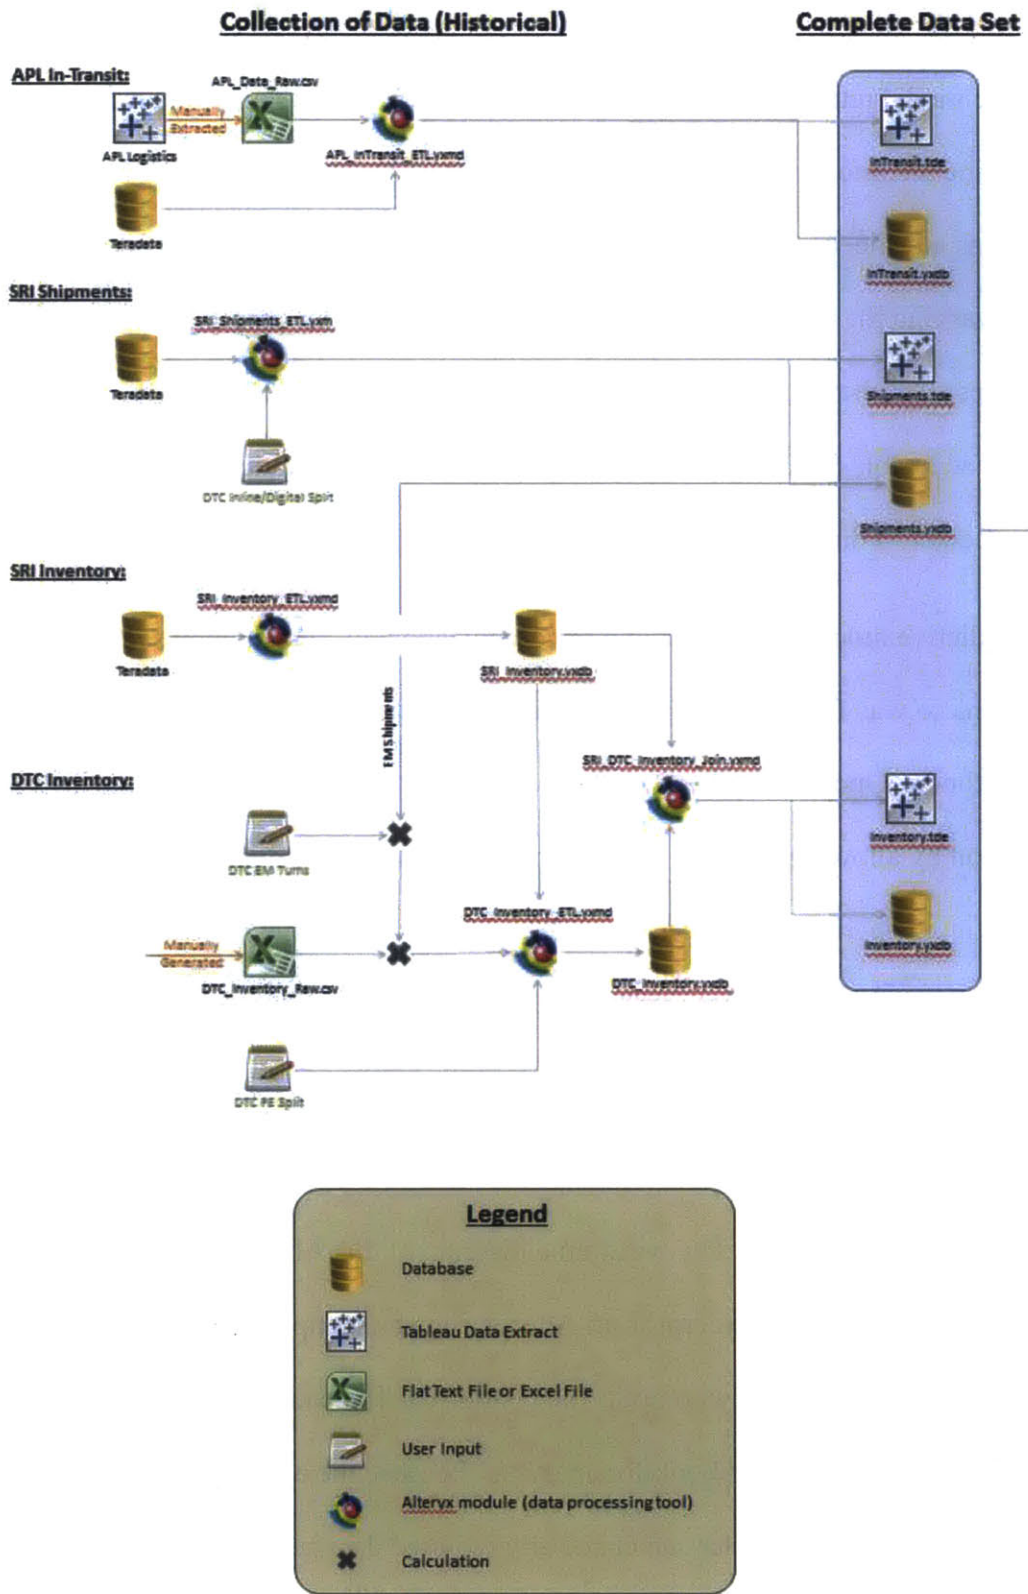 Collection of Data (Historical)
Complete Data Set
APL In-Transit:
APL_Data_Raw.csv
Manually
Extracted
APL Logistics
APL_InTransit_ETL.yxmd
InTransit.tde
Teradata
InTransit.yxdb
SRI Shipments:
SRI_Shipments_ETL.yxm
Teradata
Shipments.tde
DTC Inline/Digital Split
Shipments.yxdb
SRI Inventory:
SRI_Inventory_ETL.yxmd
Teradata
SRI_Inventory.yxdb
EM Shipments
SRI_DTC_Inventory_Join.yxmd
DTC Inventory:
Inventory.tde
DTC EM Turns
DTC_Inventory_ETL.yxmd
Manually
Generated
Inventory.yxdb
DTC_Inventory_Raw.csv
DTC_Inventory.yxdb
DTC PE Split
Legend
Database
Tableau Data Extract
Flat Text File or Excel File
User Input
Alteryx module (data processing tool)
Calculation